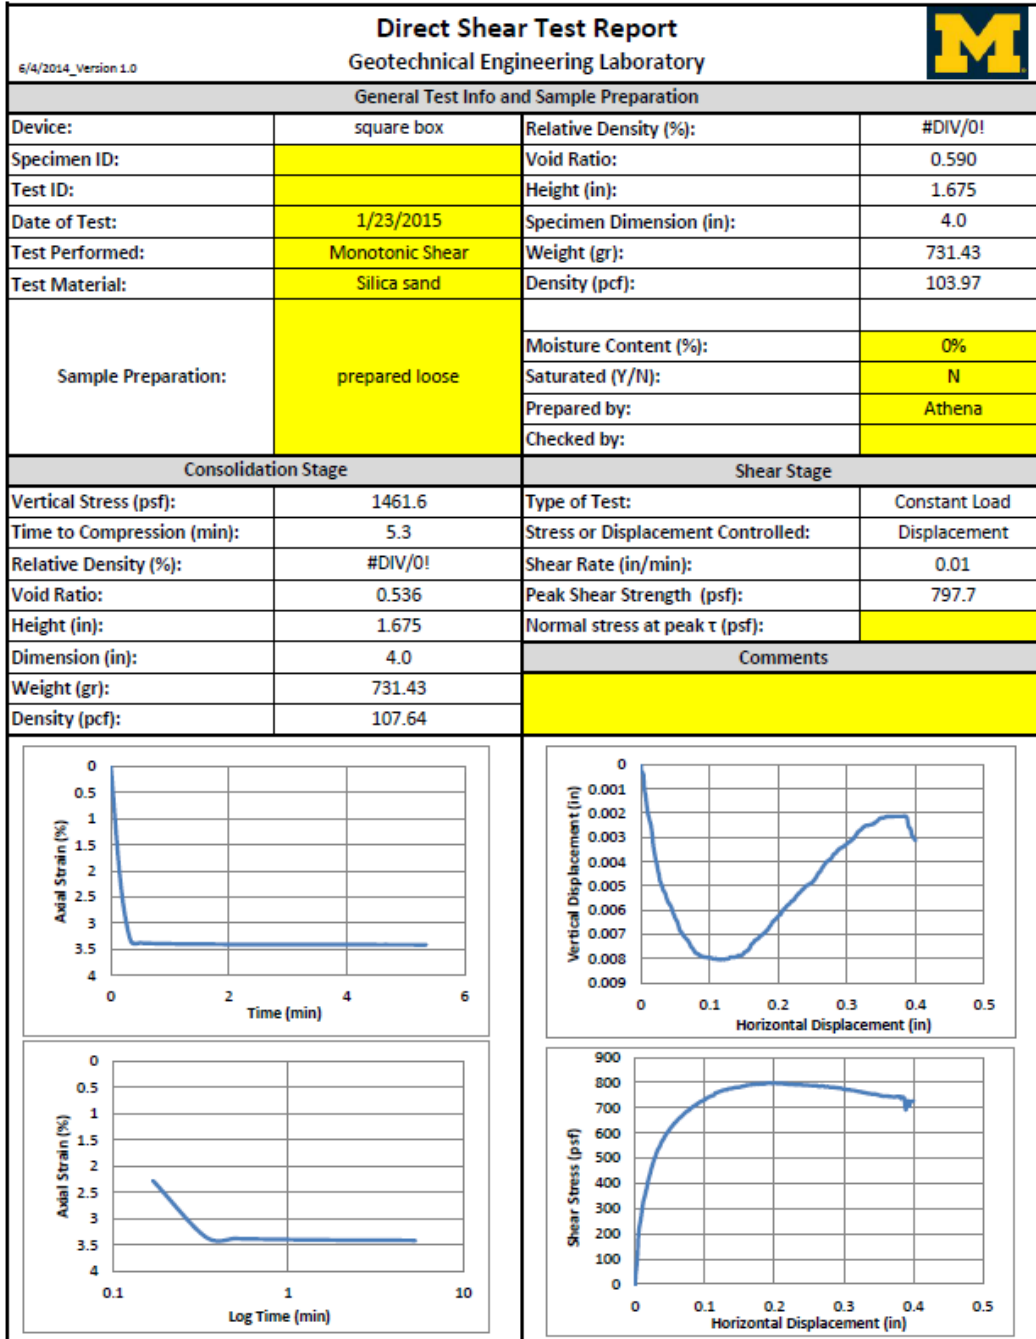 Direct Shear Test Report
Geotechnical Engineering Laboratory
6/4/2014_Version 1.0
M
General Test Info and Sample Preparation
Device: square box Relative Density (%): #DIV/0!
Specimen ID: Void Ratio: 0.590
Test ID: Height (in): 1.675
Date of Test: 1/23/2015 Specimen Dimension (in): 4.0
Test Performed: Monotonic Shear Weight (gr): 731.43
Test Material: Silica sand Density (pcf): 103.97
Sample Preparation: prepared loose
Moisture Content (%): 0%
Saturated (Y/N): N
Prepared by: Athena
Checked by:
Consolidation Stage Shear Stage
Vertical Stress (psf): 1461.6 Type of Test: Constant Load
Time to Compression (min): 5.3 Stress or Displacement Controlled: Displacement
Relative Density (%): #DIV/0! Shear Rate (in/min): 0.01
Void Ratio: 0.536 Peak Shear Strength (psf): 797.7
Height (in): 1.675 Normal stress at peak τ (psf):
Dimension (in): 4.0 Comments
Weight (gr): 731.43
Density (pcf): 107.64
0
0.5
1
1.5
2
2.5
3
3.5
4
Axial Strain (%)
0 2 4 6
Time (min)
0
0.001
0.002
0.003
0.004
0.005
0.006
0.007
0.008
0.009
Vertical Displacement (in)
0 0.1 0.2 0.3 0.4 0.5
Horizontal Displacement (in)
0
0.5
1
1.5
2
2.5
3
3.5
4
Axial Strain (%)
0.1 1 10
Log Time (min)
900
800
700
600
500
400
300
200
100
0
Shear Stress (psf)
0 0.1 0.2 0.3 0.4 0.5
Horizontal Displacement (in)